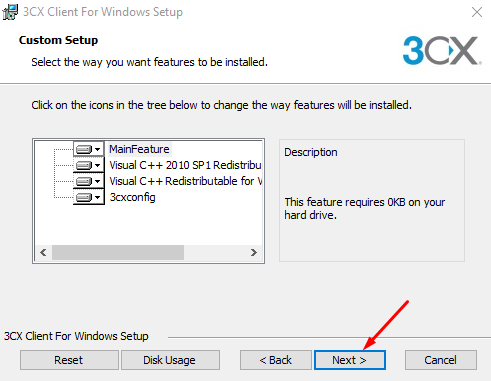 3CX Client For Windows Setup
Custom Setup
Select the way you want features to be installed.
3CX
Click on the icons in the tree below to change the way features will be installed.
MainFeature
Visual C++ 2010 SP1 Redistribu
Visual C++ Redistributable for V
3cxconfig
Description
This feature requires 0KB on your
hard drive.
3CX Client For Windows Setup
Reset
Disk Usage
< Back
Next >
Cancel